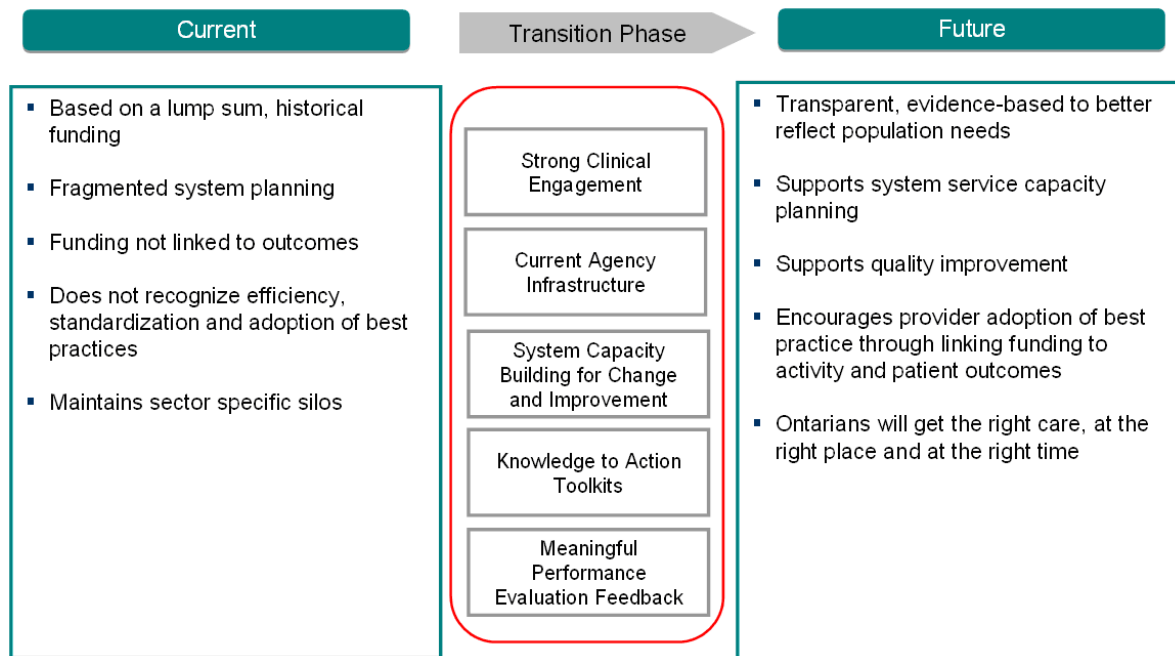 Current
Transition Phase
Future
▪ Based on a lump sum, historical
funding
▪ Fragmented system planning
▪ Funding not linked to outcomes
▪ Does not recognize efficiency,
standardization and adoption of best
practices
▪ Maintains sector specific silos
Strong Clinical
Engagement
Current Agency
Infrastructure
System Capacity
Building for Change
and Improvement
Knowledge to Action
Toolkits
Meaningful
Performance
Evaluation Feedback
▪ Transparent, evidence-based to better
reflect population needs
▪ Supports system service capacity
planning
▪ Supports quality improvement
▪ Encourages provider adoption of best
practice through linking funding to
activity and patient outcomes
▪ Ontarians will get the right care, at the
right place and at the right time